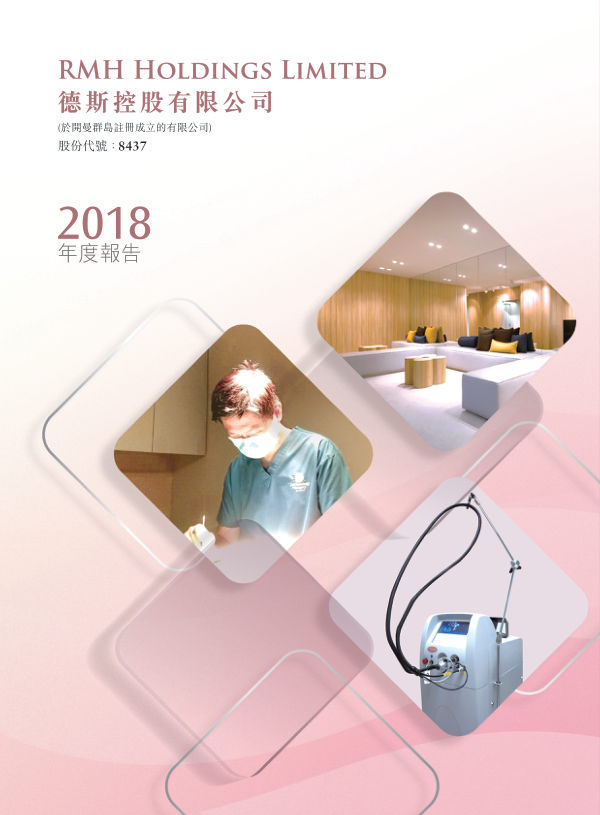 RMH HOLDINGS LIMITED
德斯控股有限公司
(於開曼群島註冊成立的有限公司)
股份代號：8437
2018
年度報告